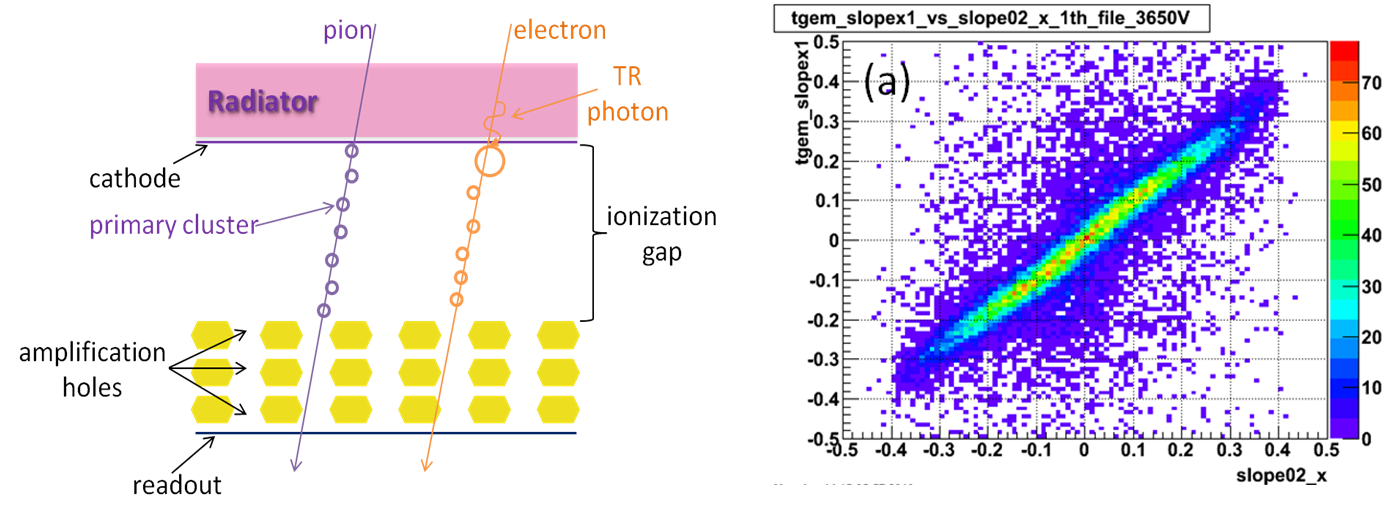 pion
electron
TR
photon
Radiator
cathode
primary cluster
ionization
gap
amplification
holes
readout
tgem_slopex1_vs_slope02_x_1th_file_3650V
(a)
tgem_slopex1
0.5
0.4
0.3
0.2
0.1
0
-0.1
-0.2
-0.3
-0.4
-0.5
-0.5 -0.4 -0.3 -0.2 -0.1 0 0.1 0.2 0.3 0.4 0.5
slope02_x
70
60
50
40
30
20
10
0